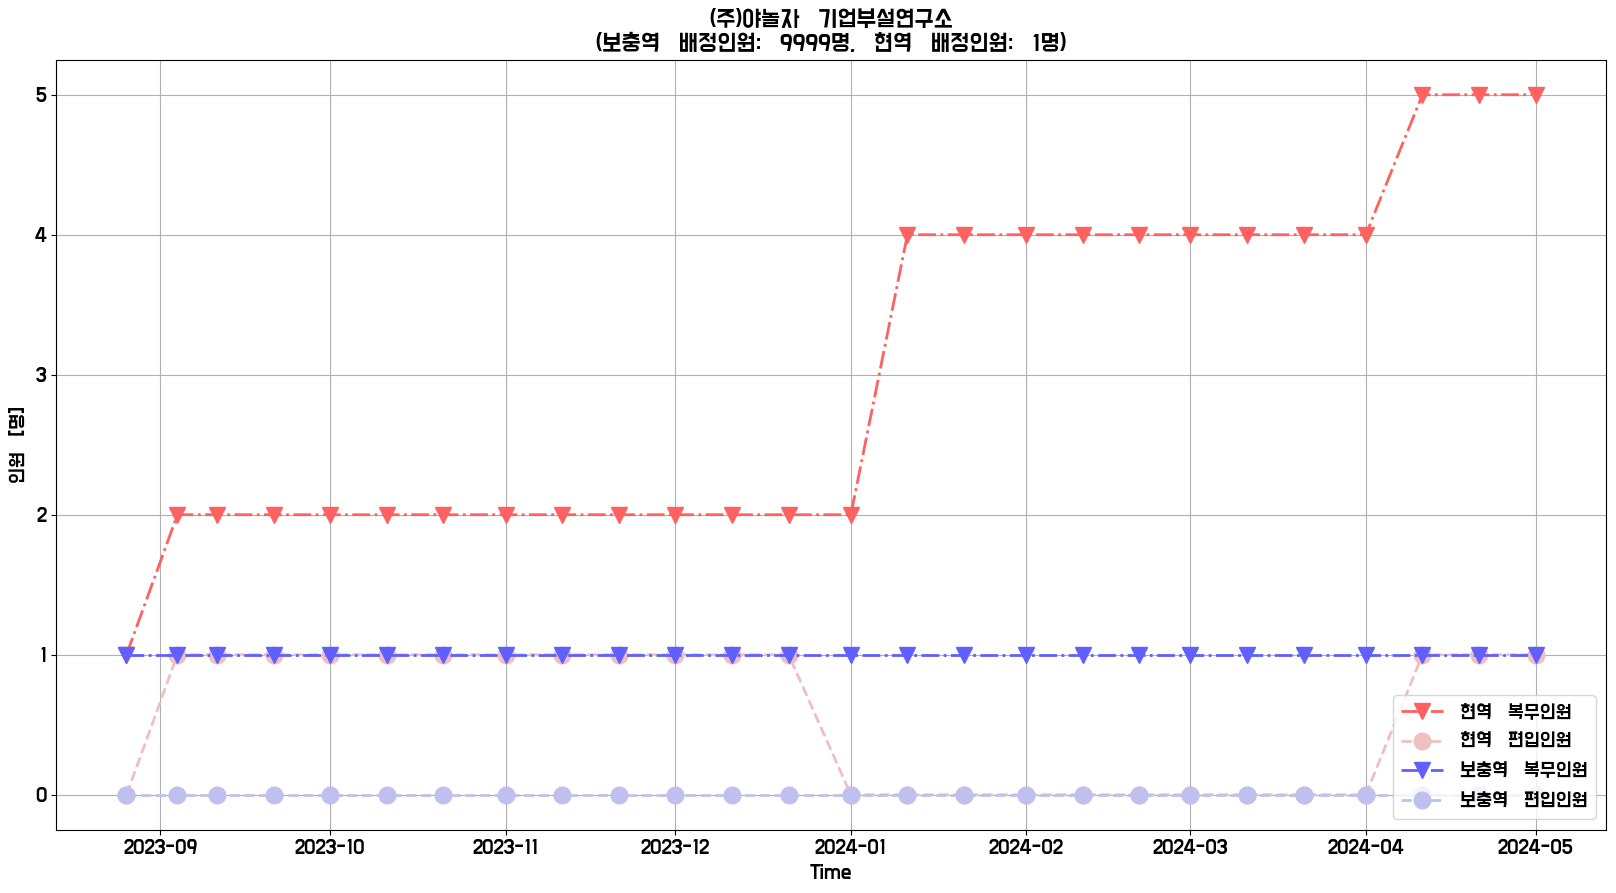 (주)야놀자 기업부설연구소
(보충역 배정인원: 9999명, 현역 배정인원: 1명)
인원 [명]
5
4
3
2
1
0
2023-09 2023-10 2023-11 2023-12 2024-01 2024-02 2024-03 2024-04 2024-05
Time
현역 복무인원
현역 편입인원
보충역 복무인원
보충역 편입인원